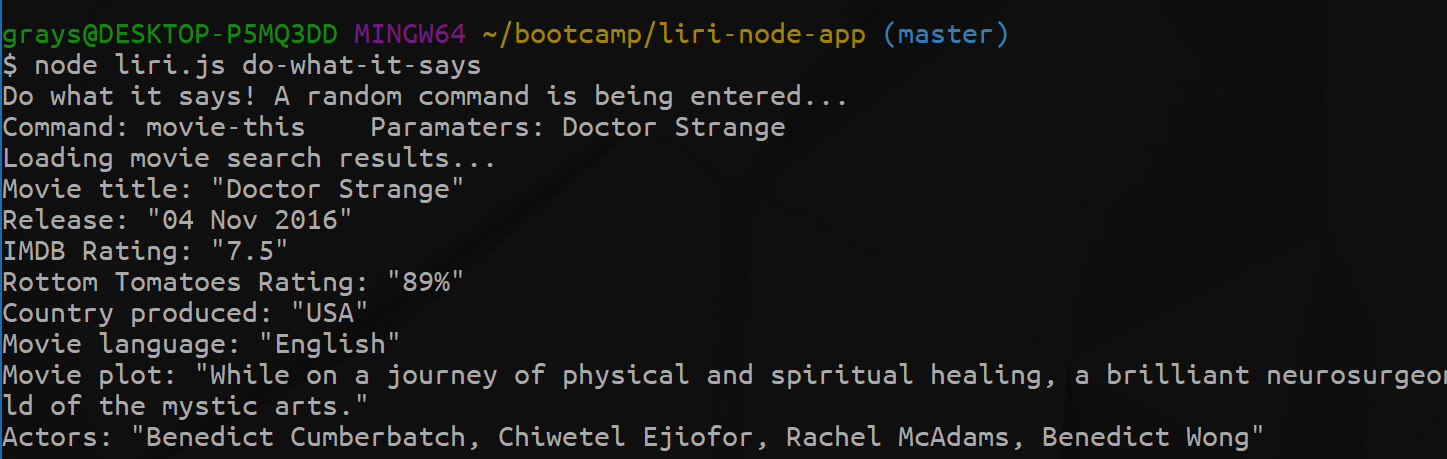 grays@DESKTOP-P5MQ3DD MINGW64 ~/bootcamp/liri-node-app (master)
$ node liri.js do-what-it-says
Do what it says! A random command is being entered...
Command: movie-this    Paramaters: Doctor Strange
Loading movie search results...
Movie title: "Doctor Strange"
Release: "04 Nov 2016"
IMDB Rating: "7.5"
Rottom Tomatoes Rating: "89%"
Country produced: "USA"
Movie language: "English"
Movie plot: "While on a journey of physical and spiritual healing, a brilliant neurosurgeon
ld of the mystic arts."
Actors: "Benedict Cumberbatch, Chiwetel Ejiofor, Rachel McAdams, Benedict Wong"